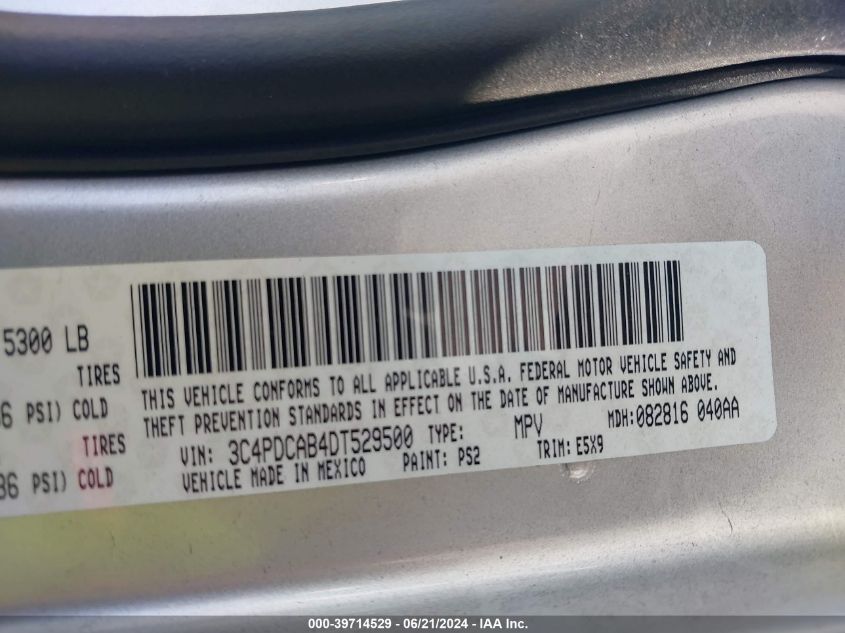 5300 LB
TIRES
36 PSI) COLD
TIRES
36 PSI) COLD
THIS VEHICLE CONFORMS TO ALL APPLICABLE U.S.A. FEDERAL MOTOR VEHICLE SAFETY AND
THEFT PREVENTION STANDARDS IN EFFECT ON THE DATE OF MANUFACTURE SHOWN ABOVE.
VIN: 3C4PDCAB4DT529500 TYPE: MPV MDH:082816 040AA
VEHICLE MADE IN MEXICO PAINT: PS2 TRIM: E5X9
000-39714529 / 06/21/2024 - IAA Inc.